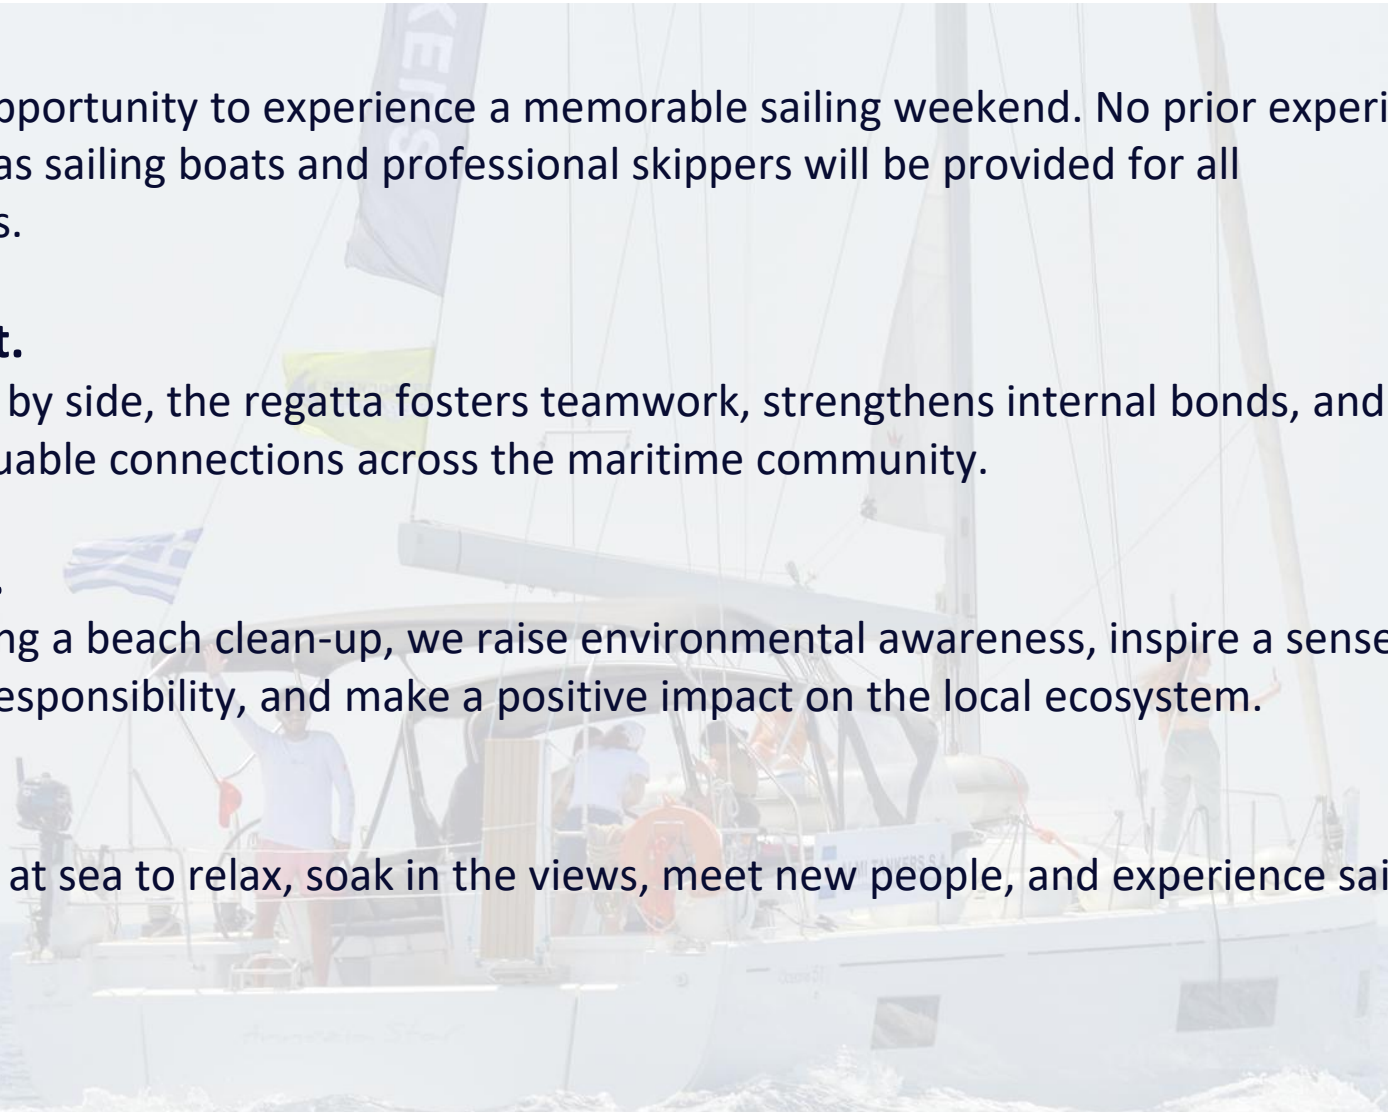 KERS
pportunity to experience a memorable sailing weekend. No prior experi
as sailing boats and professional skippers will be provided for all
s.
t.
by side, the regatta fosters teamwork, strengthens internal bonds, and
uable connections across the maritime community.
.
ng a beach clean-up, we raise environmental awareness, inspire a sense
esponsibility, and make a positive impact on the local ecosystem.
at sea to relax, soak in the views, meet new people, and experience sai
TANKERS S.A.